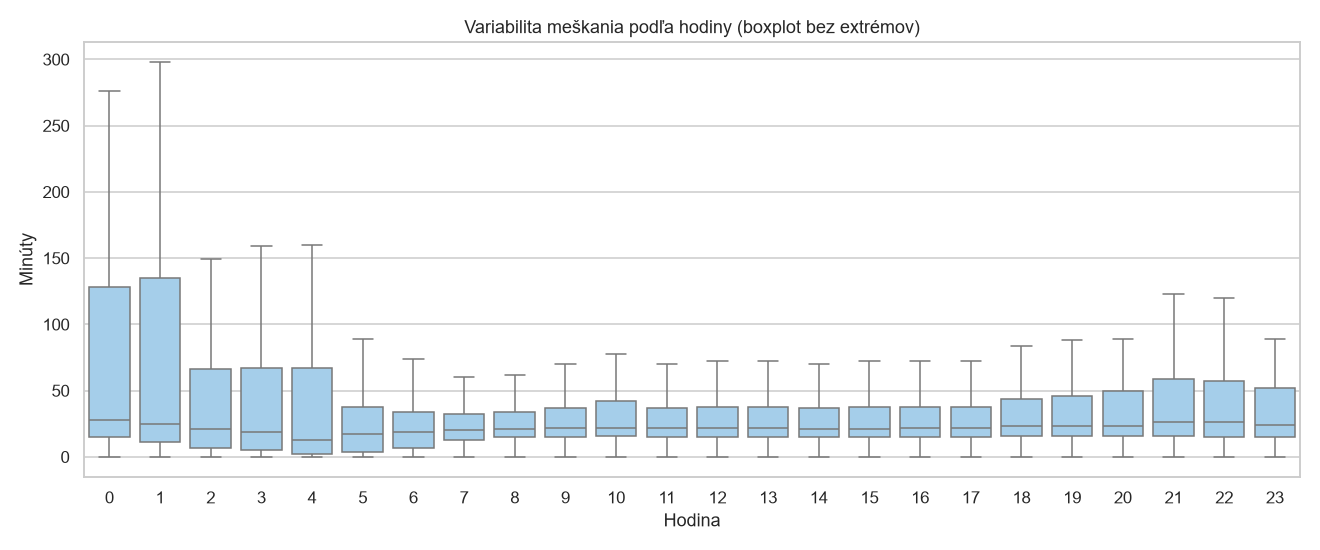 Variabilita meškania podľa hodiny (boxplot bez extrémov)
Minúty
300
250
200
150
100
50
0
0 1 2 3 4 5 6 7 8 9 10 11 12 13 14 15 16 17 18 19 20 21 22 23
Hodina